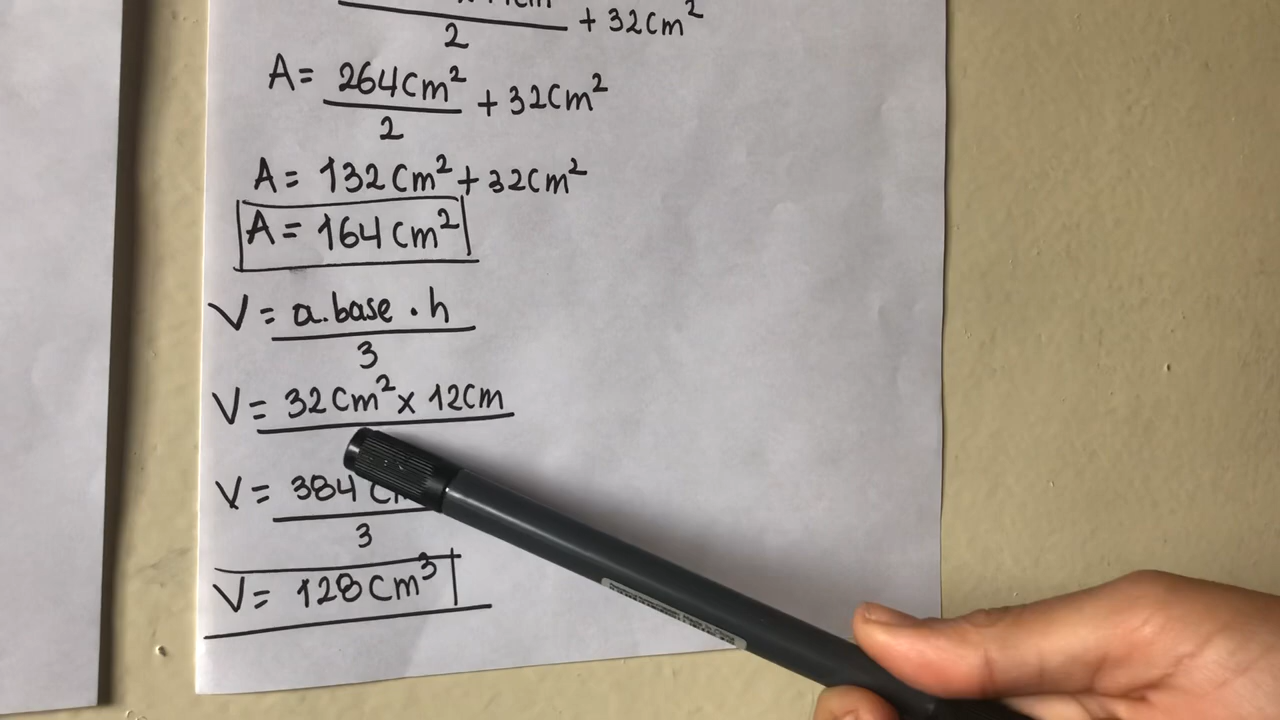 + 32cm²
2
A = 264cm² + 32cm²
2
A = 132cm² + 32cm²
A = 164cm²
V = a.base · h
3
V = 32cm² x 12cm
V = 384
3
V = 128cm³